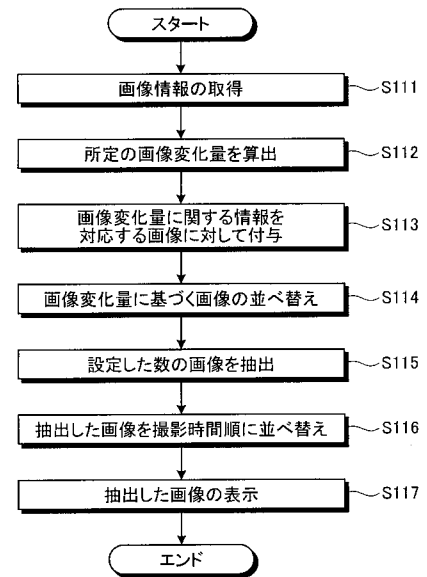 スタート
画像情報の取得
S111
所定の画像変化量を算出
S112
画像変化量に関する情報を
対応する画像に対して付与
S113
画像変化量に基づく画像の並べ替え
S114
設定した数の画像を抽出
S115
抽出した画像を撮影時間順に並べ替え
S116
抽出した画像の表示
S117
エンド